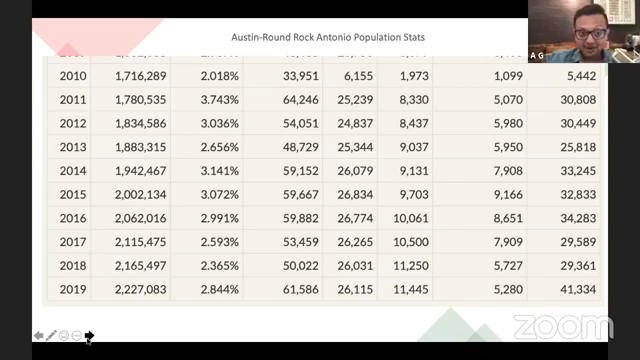 Austin-Round Rock Antonio Population Stats
A G
2010 1,716,289 2.018% 33,951 6,155 1,973 1,099 5,442
2011 1,780,535 3.743% 64,246 25,239 8,330 5,070 30,808
2012 1,834,586 3.036% 54,051 24,837 8,437 5,980 30,449
2013 1,883,315 2.656% 48,729 25,344 9,037 5,950 25,818
2014 1,942,467 3.141% 59,152 26,079 9,131 7,908 33,245
2015 2,002,134 3.072% 59,667 26,834 9,703 9,166 32,833
2016 2,062,016 2.991% 59,882 26,774 10,061 8,651 34,283
2017 2,115,475 2.593% 53,459 26,265 10,500 7,909 29,589
2018 2,165,497 2.365% 50,022 26,031 11,250 5,727 29,361
2019 2,227,083 2.844% 61,586 26,115 11,445 5,280 41,334
zoom